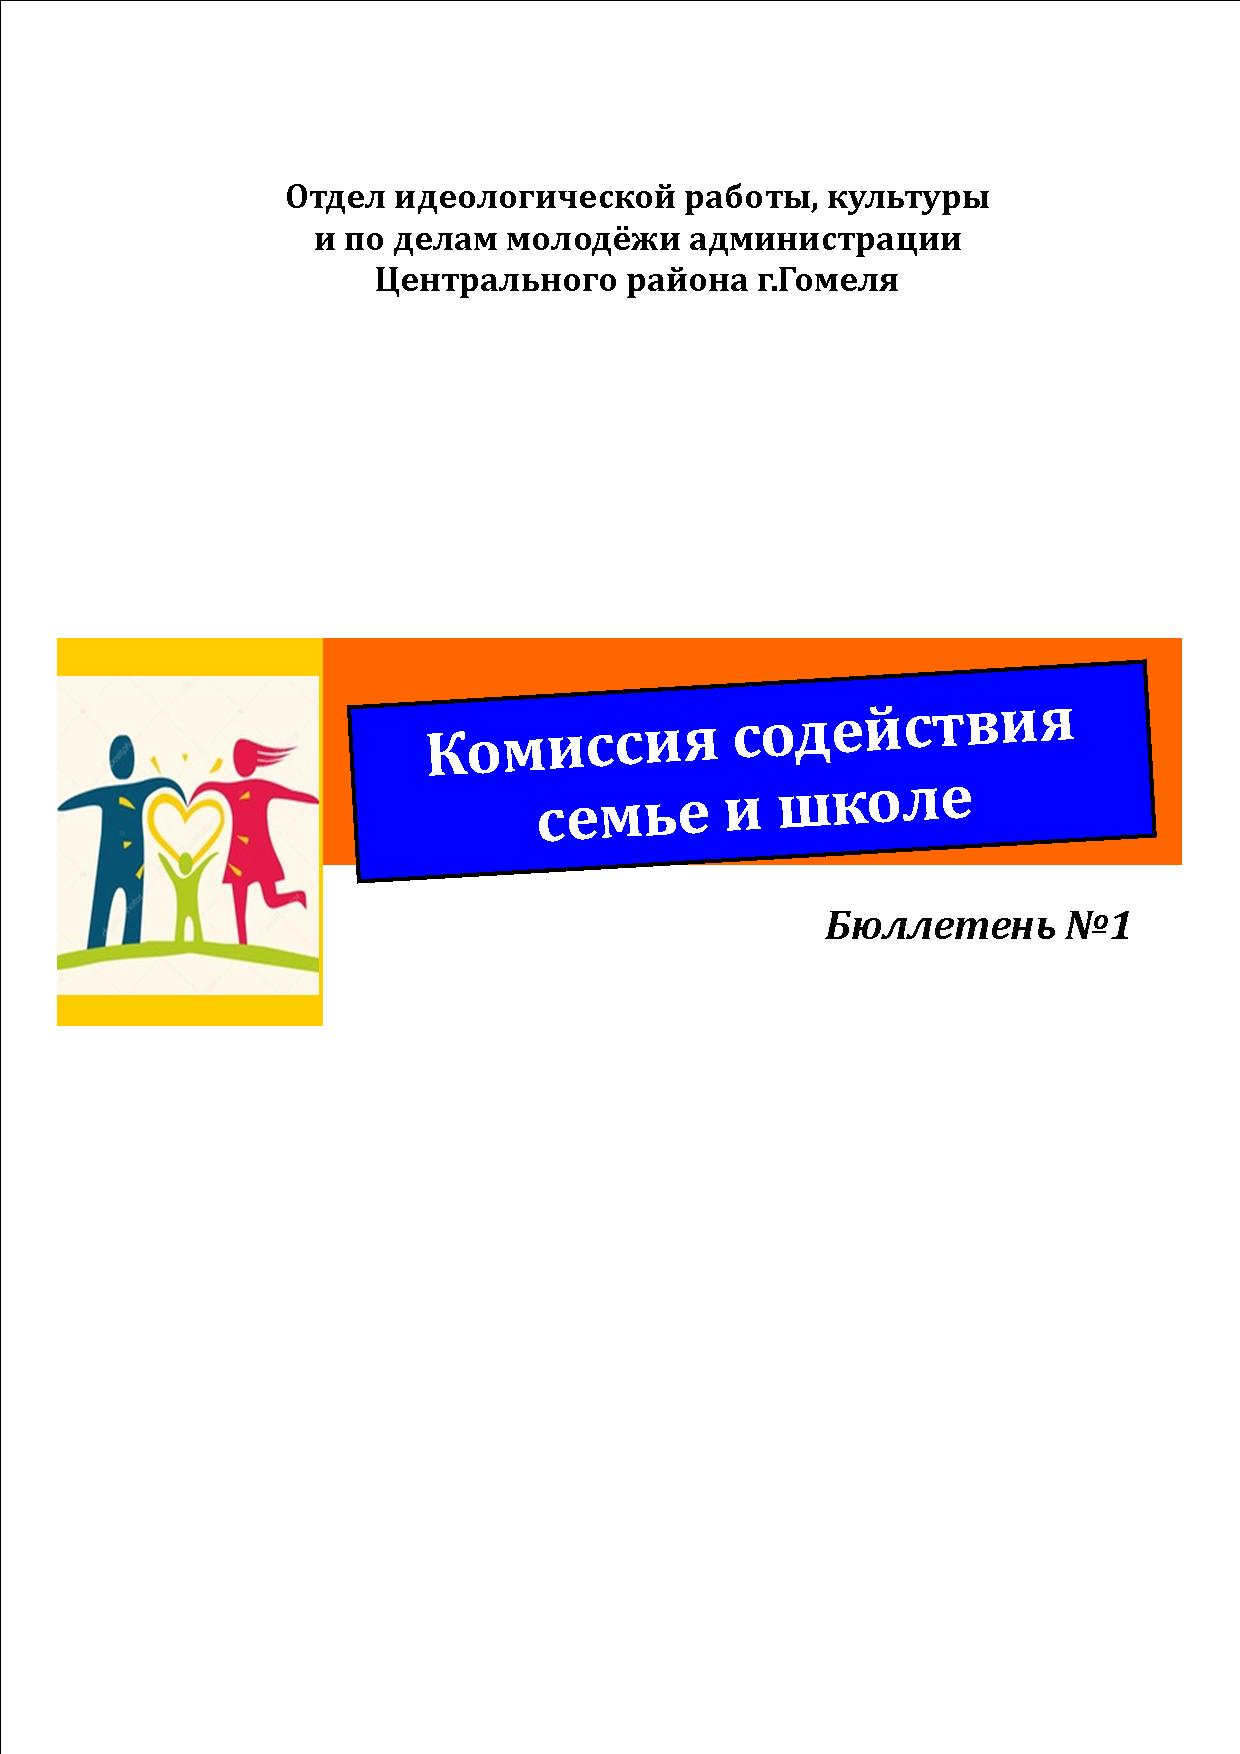 Отдел идеологической работы, культуры
и по делам молодёжи администрации
Центрального района г.Гомеля
Комиссия содействия
семье и школе
Бюллетень №1